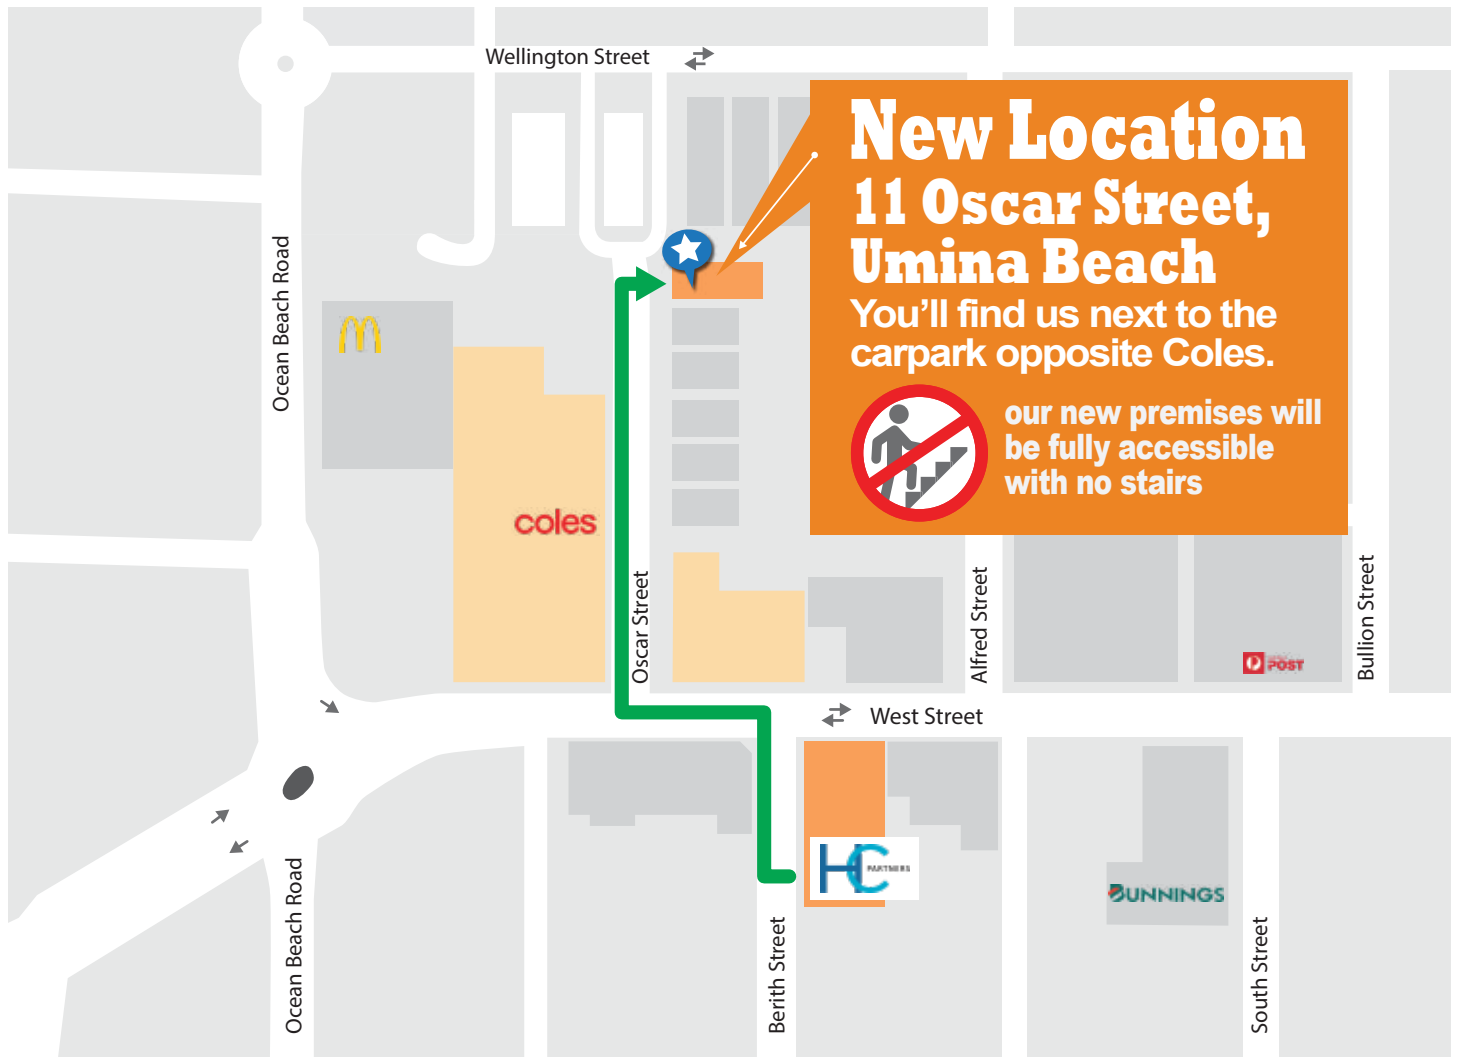 Wellington Street
New Location
11 Oscar Street,
Umina Beach
You'll find us next to the
carpark opposite Coles.
our new premises will
be fully accessible
with no stairs
Ocean Beach Road
coles
Oscar Street
Alfred Street
Bullion Street
POST
West Street
HC
PARTNERS
BUNNINGS
Ocean Beach Road
Berith Street
South Street